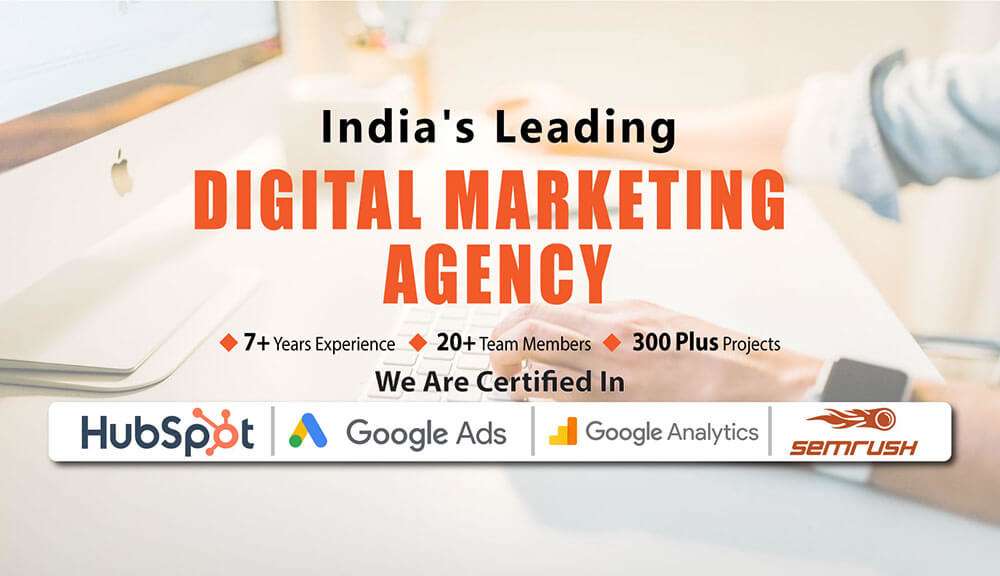 India's Leading
DIGITAL MARKETING
AGENCY
7+ Years Experience 20+ Team Members 300 Plus Projects
We Are Certified In
HubSpot Google Ads Google Analytics semrush